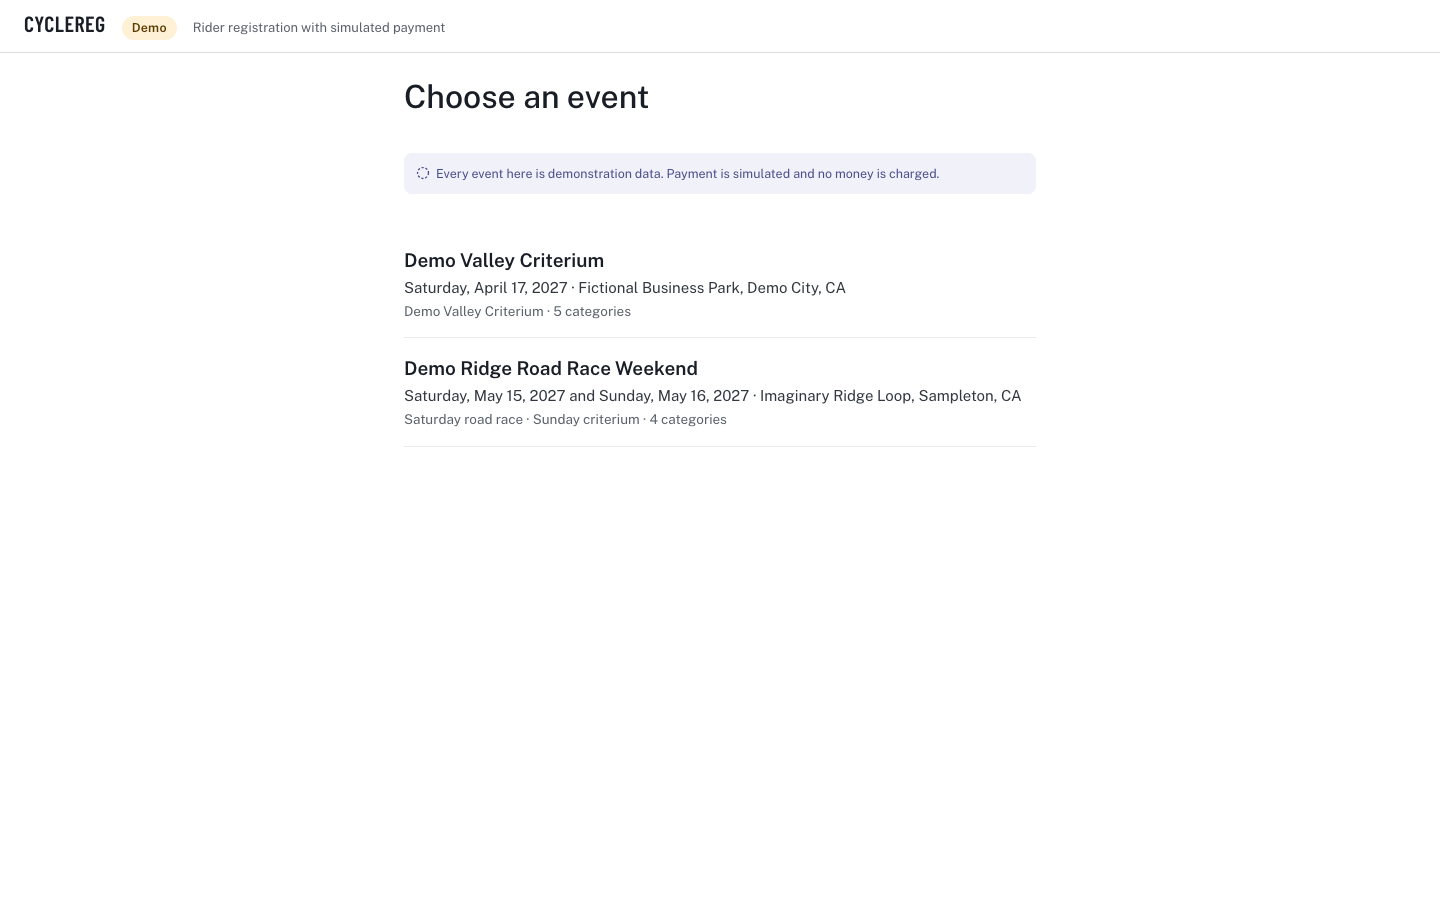 CYCLEREG Demo Rider registration with simulated payment
Choose an event
Every event here is demonstration data. Payment is simulated and no money is charged.
Demo Valley Criterium
Saturday, April 17, 2027 · Fictional Business Park, Demo City, CA
Demo Valley Criterium · 5 categories
Demo Ridge Road Race Weekend
Saturday, May 15, 2027 and Sunday, May 16, 2027 · Imaginary Ridge Loop, Sampleton, CA
Saturday road race · Sunday criterium · 4 categories